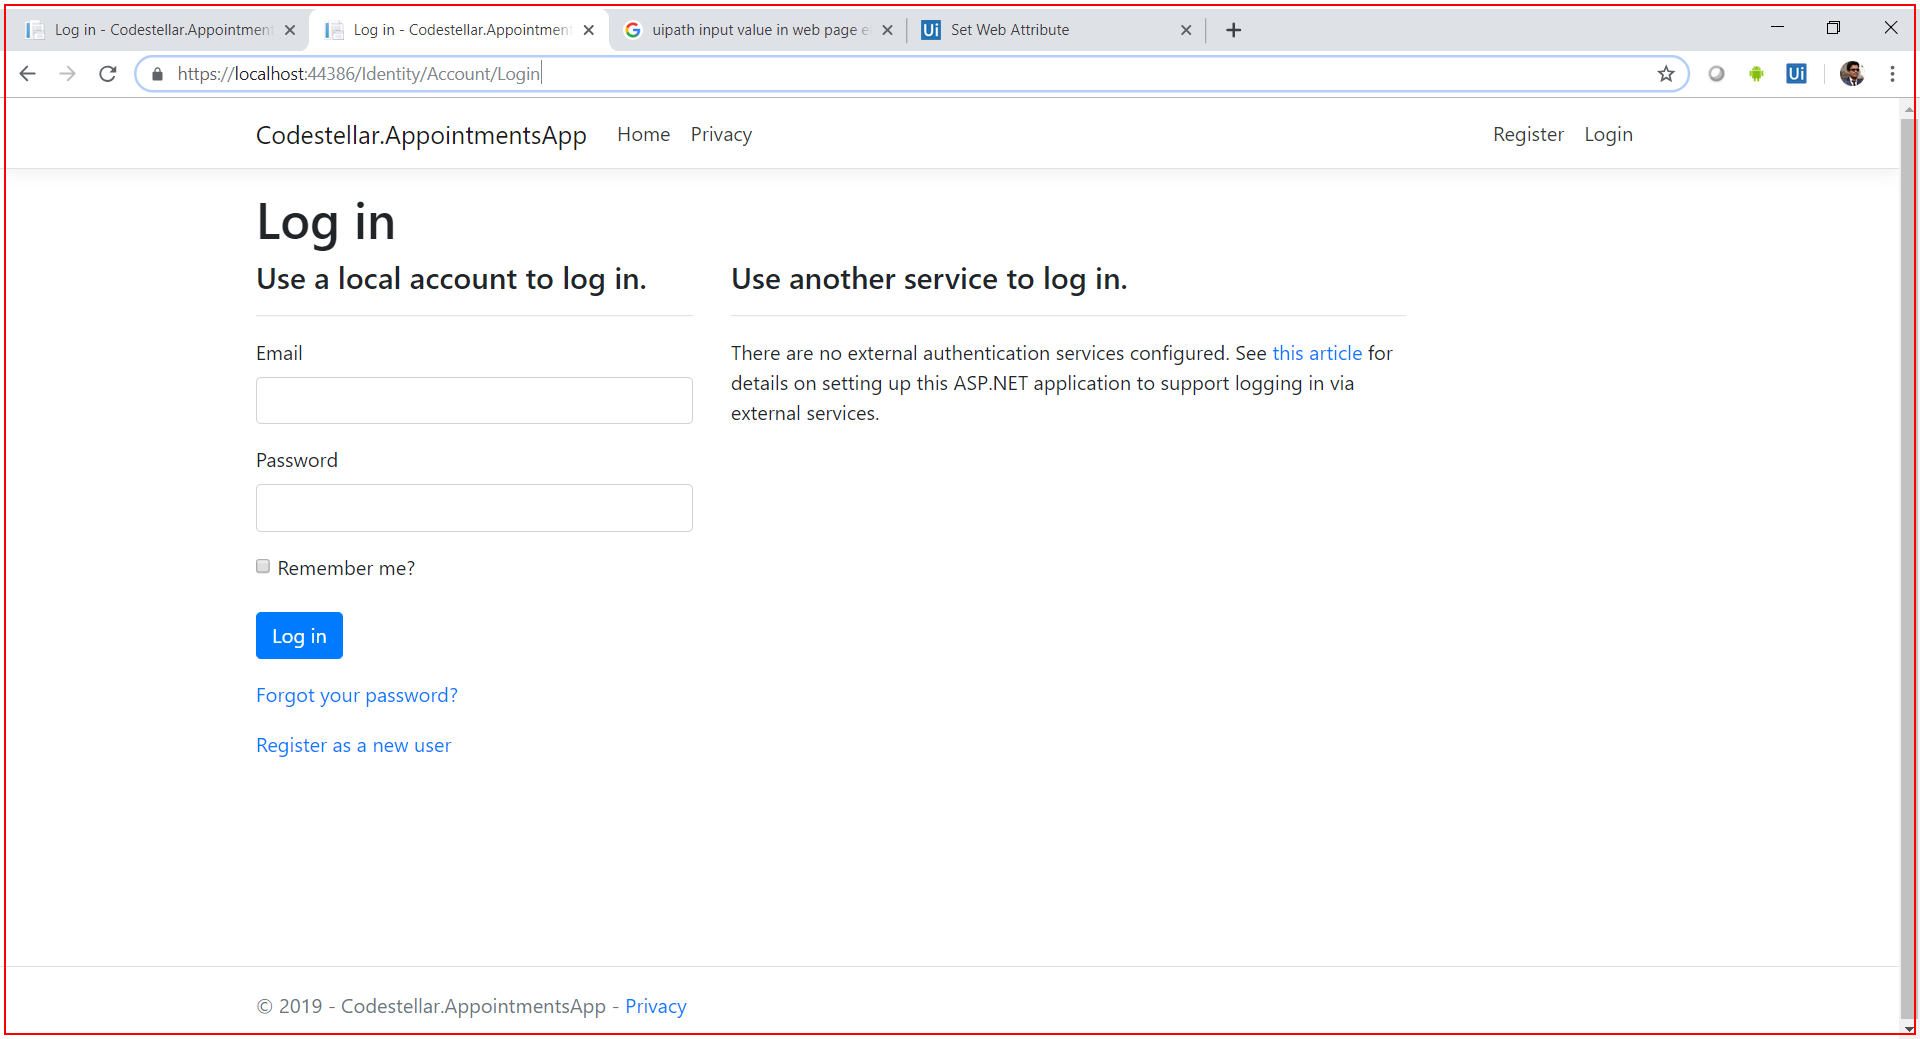 Log in - Codestellar.Appointment
Log in - Codestellar.Appointmen
uipath input value in web page e
Ui Set Web Attribute
https://localhost:44386/Identity/Account/Login
Ui
Codestellar.AppointmentsApp Home Privacy Register Login
Log in
Use a local account to log in.
Email
Password
Remember me?
Log in
Forgot your password?
Register as a new user
Use another service to log in.
There are no external authentication services configured. See this article for
details on setting up this ASP.NET application to support logging in via
external services.
© 2019 - Codestellar.AppointmentsApp - Privacy